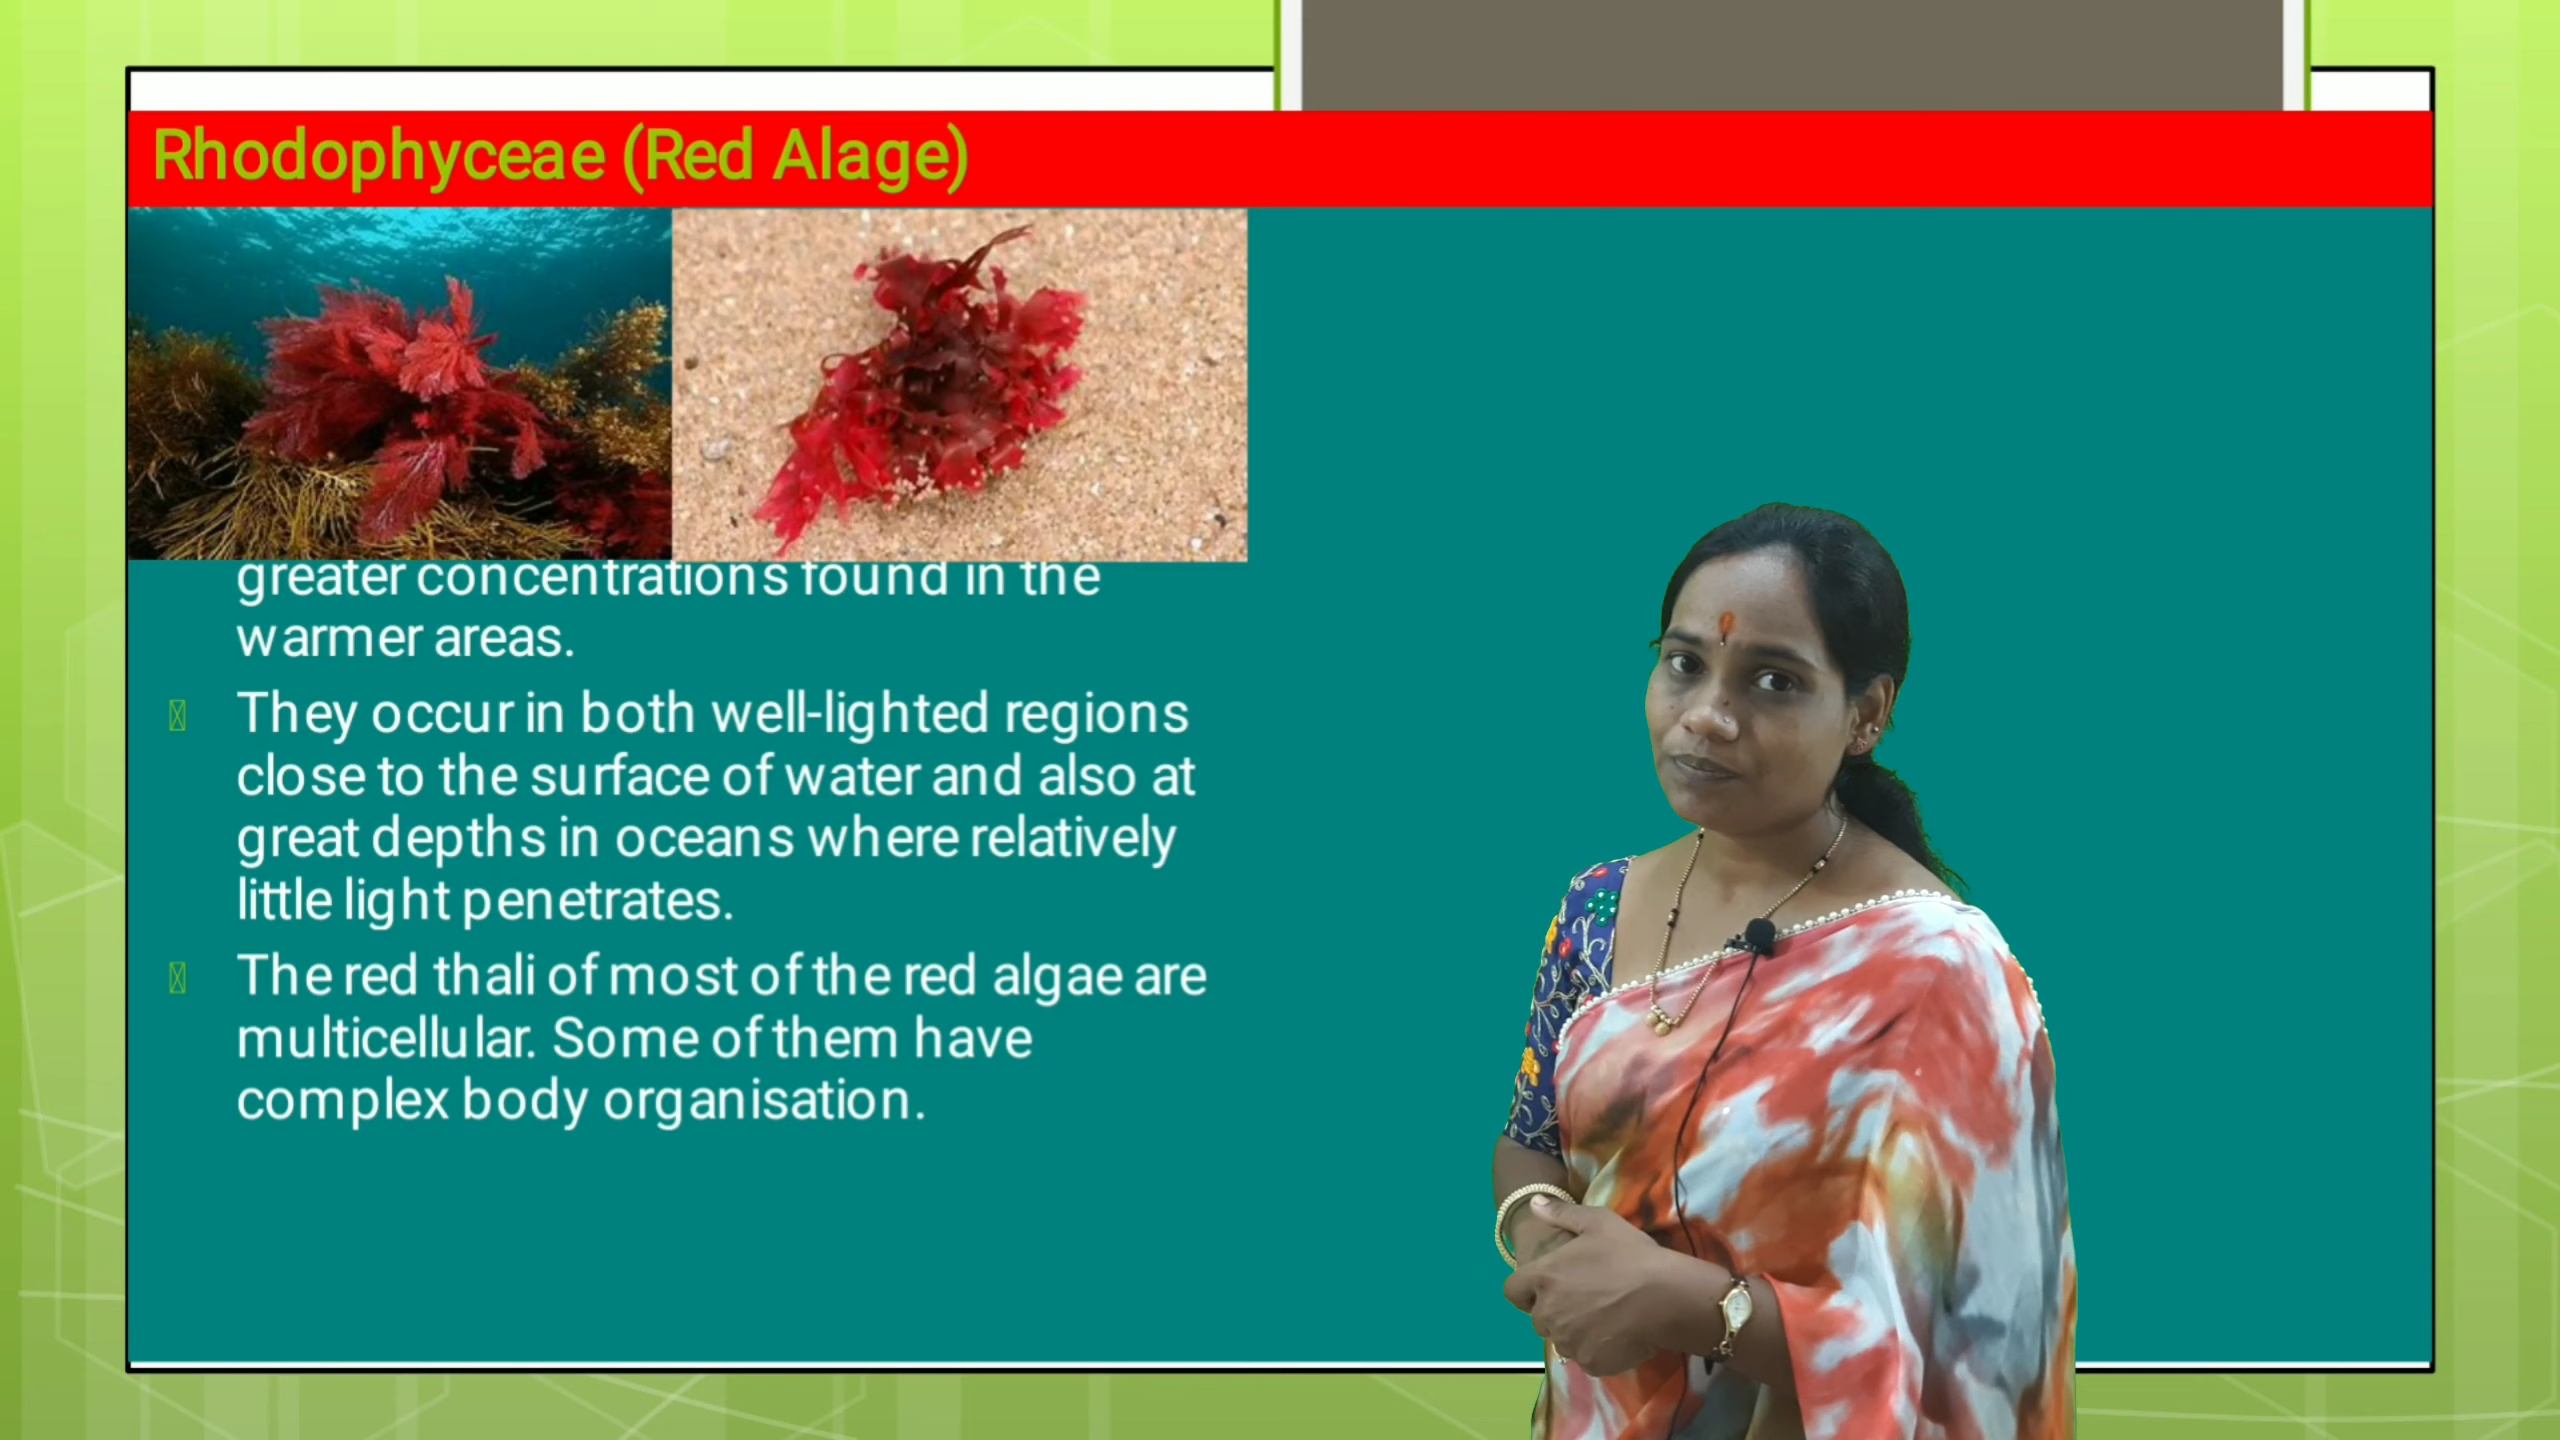 Rhodophyceae (Red Alage)
greater concentrations found in the
warmer areas.
They occur in both well-lighted regions
close to the surface of water and also at
great depths in oceans where relatively
little light penetrates.
The red thali of most of the red algae are
multicellular. Some of them have
complex body organisation.